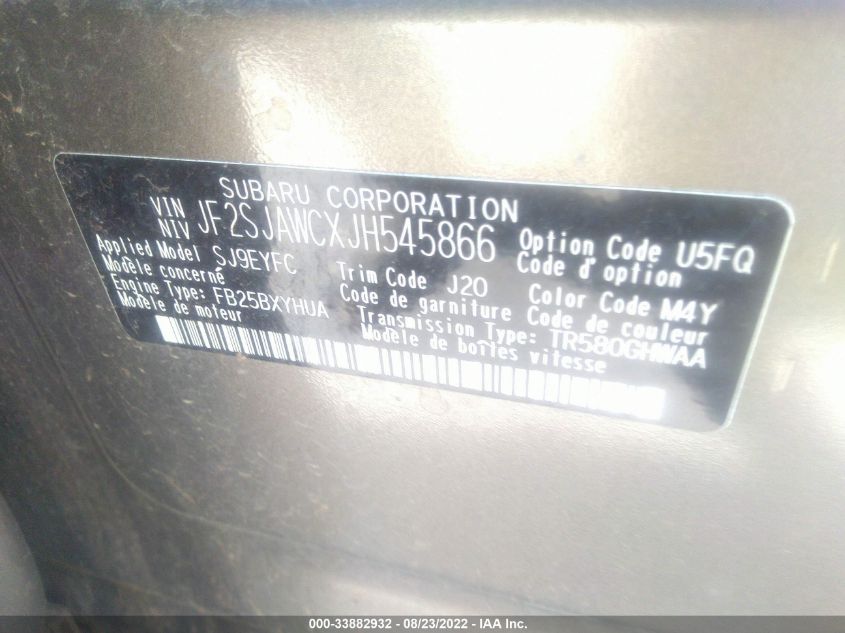 SUBARU CORPORATION
VIN
NIV
JF2SJAWCXJH545866
Option Code U5FQ
Code d'option
Applied Model SJ9EYFC
Modèle concerné
Trim Code J20
Code de garniture
Color Code M4Y
Code de couleur
Engine Type: FB25BXYHUA
Modèle de moteur
Transmission Type: TR580GHWAA
Modèle de boîtes vitesse
000-33882932 - 08/23/2022 - IAA Inc.